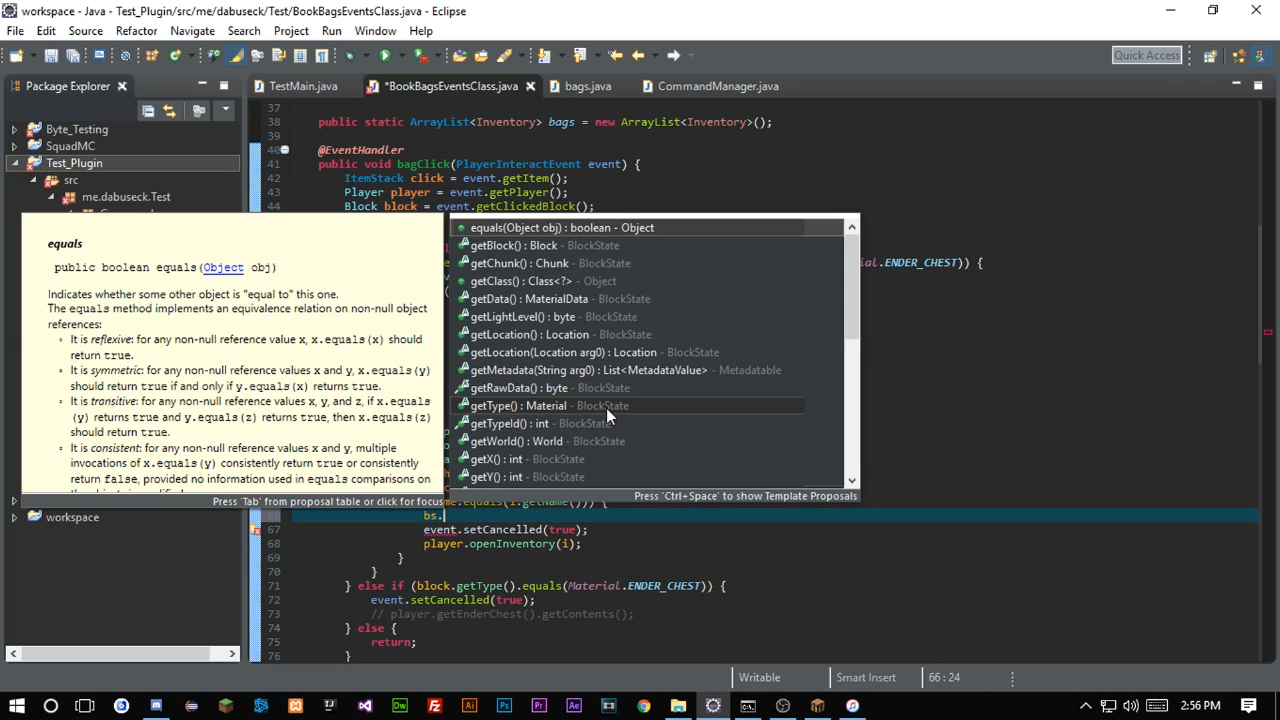 workspace - Java - Test_Plugin/src/me/dabuseck/Test/BookBagsEventsClass.java - Eclipse
File Edit Source Refactor Navigate Search Project Run Window Help
Quick Access
Package Explorer
TestMain.java *BookBagsEventsClass.java bags.java CommandManager.java
Byte_Testing
SquadMC
Test_Plugin
src
me.dabuseck.Test
workspace
37
38 public static ArrayList<Inventory> bags = new ArrayList<Inventory>();
39
40 @EventHandler
41 public void bagClick(PlayerInteractEvent event) {
42 ItemStack click = event.getItem();
43 Player player = event.getPlayer();
44 Block block = event.getClickedBlock();
.ENDER_CHEST)) {
equals
public boolean equals(Object obj)
Indicates whether some other object is "equal to" this one.
The equals method implements an equivalence relation on non-null object
references:
It is reflexive: for any non-null reference value x, x.equals(x) should
return true.
It is symmetric: for any non-null reference values x and y, x.equals(y)
should return true if and only if y.equals(x) returns true.
It is transitive: for any non-null reference values x, y, and z, if x.equals
(y) returns true and y.equals(z) returns true, then x.equals(z)
should return true.
It is consistent: for any non-null reference values x and y, multiple
invocations of x.equals(y) consistently return true or consistently
return false, provided no information used in equals comparisons on
Press 'Tab' from proposal table or click for focus
equals(Object obj) : boolean - Object
getBlock() : Block - BlockState
getChunk() : Chunk - BlockState
getClass() : Class<?> - Object
getData() : MaterialData - BlockState
getLightLevel() : byte - BlockState
getLocation() : Location - BlockState
getLocation(Location arg0) : Location - BlockState
getMetadata(String arg0) : List<MetadataValue> - Metadatable
getRawData() : byte - BlockState
getType() : Material - BlockState
getTypeId() : int - BlockState
getWorld() : World - BlockState
getX() : int - BlockState
getY() : int - BlockState
Press 'Ctrl+Space' to show Template Proposals
.equals(i.getName())) {
66 bs.
67 event.setCancelled(true);
68 player.openInventory(i);
69 }
70 }
71 } else if (block.getType().equals(Material.ENDER_CHEST)) {
72 event.setCancelled(true);
73 // player.getEnderChest().getContents();
74 } else {
75 return;
76 }
Writable Smart Insert 66 : 24
2:56 PM